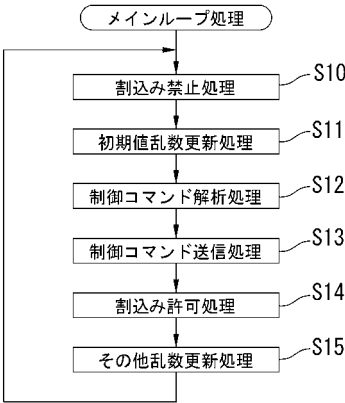 メインループ処理
割込み禁止処理
S10
初期値乱数更新処理
S11
制御コマンド解析処理
S12
制御コマンド送信処理
S13
割込み許可処理
S14
その他乱数更新処理
S15